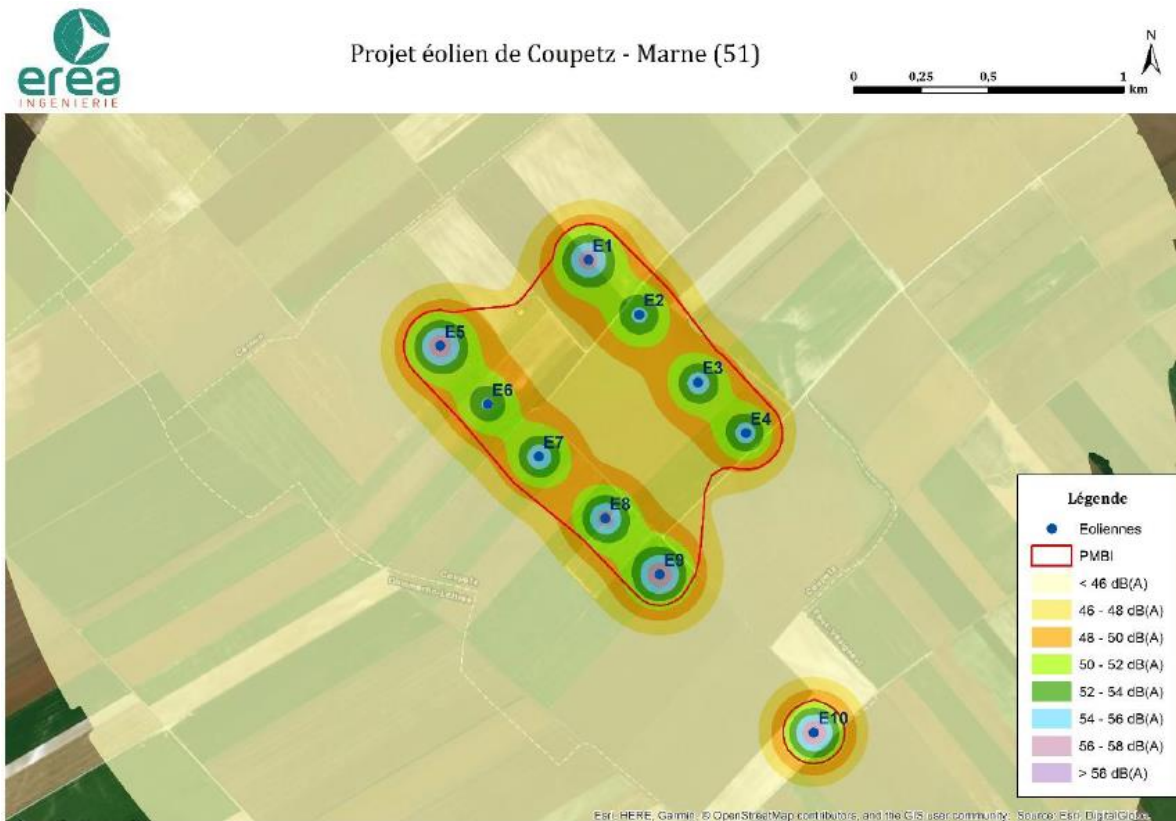 erea
INGENIERIE
Projet éolien de Coupetz - Marne (51)
N
0 0,25 0,5 1
km
E1
E2
E5
E3
E6
E4
E7
E8
E9
E10
Coupetz
Coupetz
Légende
Eoliennes
PMBI
< 46 dB(A)
46 - 48 dB(A)
48 - 50 dB(A)
50 - 52 dB(A)
52 - 54 dB(A)
54 - 56 dB(A)
56 - 58 dB(A)
> 58 dB(A)
Esri, HERE, Garmin, © OpenStreetMap contributors, and the GIS user community, Source: Esri, DigitalGlobe,